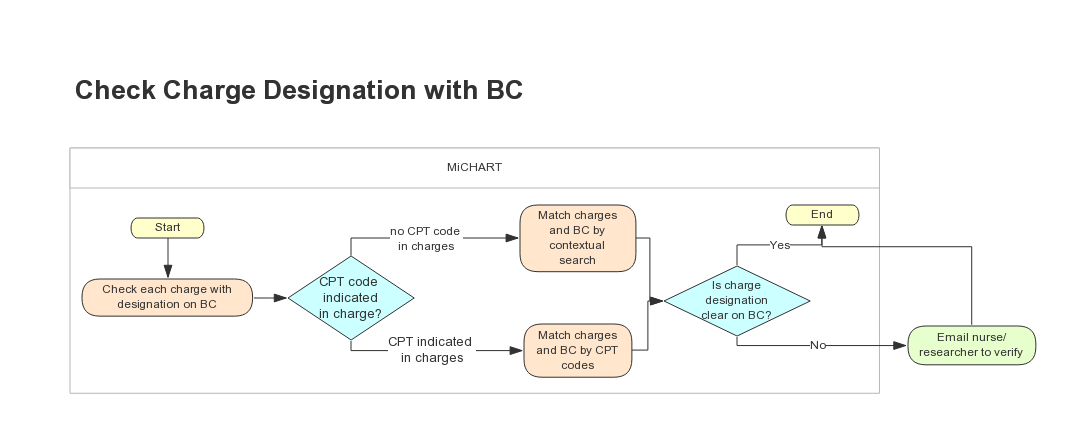 Check Charge Designation with BC
MiCHART
Start
Check each charge with
designation on BC
CPT code
indicated
in charge?
no CPT code
in charges
CPT indicated
in charges
Match charges
and BC by
contextual
search
Match charges
and BC by CPT
codes
Is charge
designation
clear on BC?
Yes
End
No
Email nurse/
researcher to verify